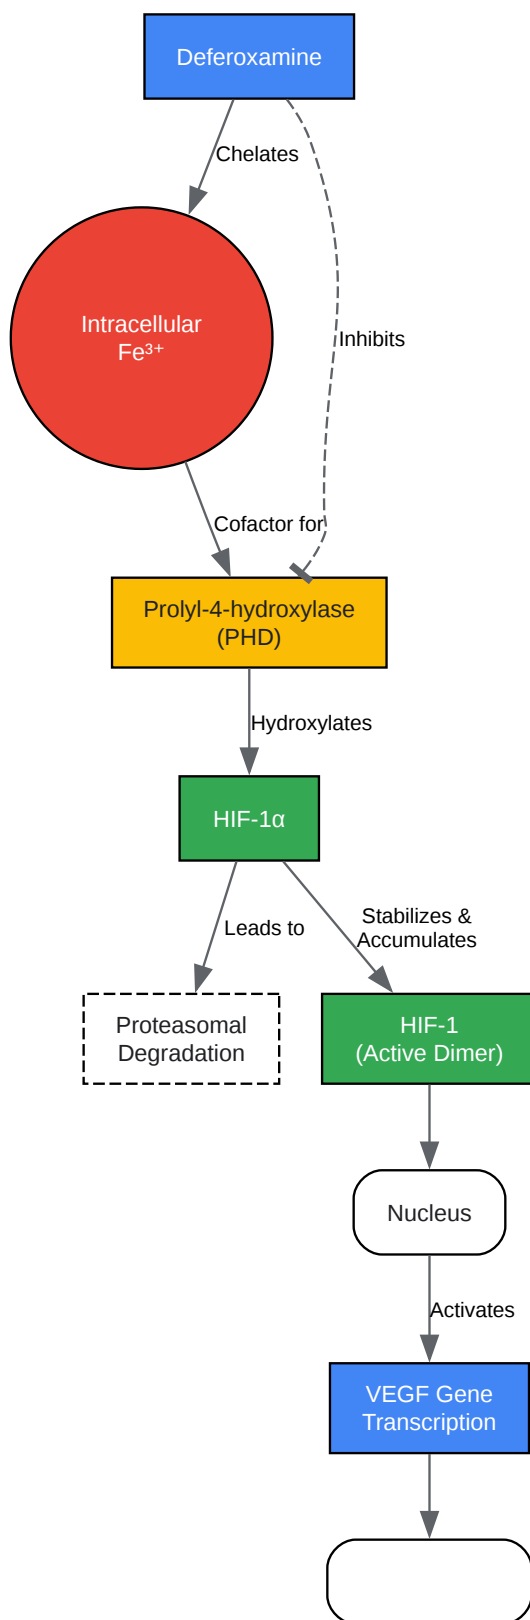 Deferoxamine
Chelates
Intracellular
Fe³⁺
Inhibits
Cofactor for
Prolyl-4-hydroxylase
(PHD)
Hydroxylates
HIF-1α
Leads to
Stabilizes &
Accumulates
Proteasomal
Degradation
HIF-1
(Active Dimer)
Nucleus
Activates
VEGF Gene
Transcription